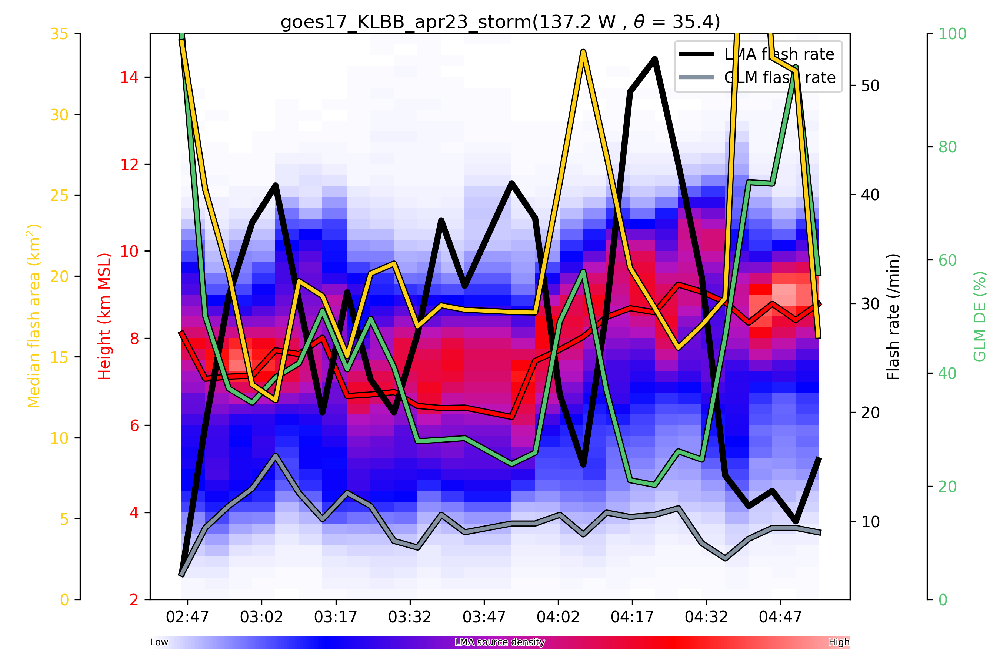 goes17_KLBB_apr23_storm(137.2 W , θ = 35.4)
LMA flash rate
GLM flash rate
35
30
25
20
15
10
5
0
Median flash area (km²)
14
12
10
8
6
4
2
Height (km MSL)
50
40
30
20
10
Flash rate (/min)
100
80
60
40
20
0
GLM DE (%)
02:47 03:02 03:17 03:32 03:47 04:02 04:17 04:32 04:47
Low LMA source density High